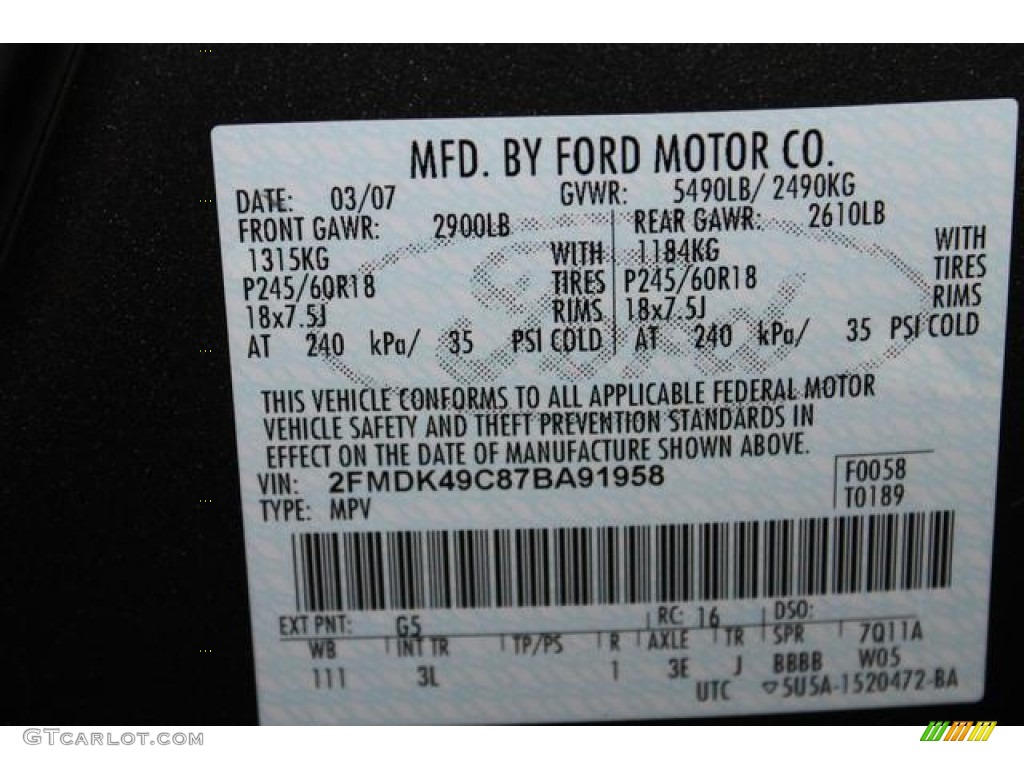 MFD. BY FORD MOTOR CO.
DATE: 03/07 GVWR: 5490LB/ 2490KG
FRONT GAWR: 2900LB REAR GAWR: 2610LB
1315KG WITH 1184KG WITH
P245/60R18 TIRES P245/60R18 TIRES
18x7.5J RIMS 18x7.5J RIMS
AT 240 kPa/ 35 PSI COLD AT 240 kPa/ 35 PSI COLD
THIS VEHICLE CONFORMS TO ALL APPLICABLE FEDERAL MOTOR
VEHICLE SAFETY AND THEFT PREVENTION STANDARDS IN
EFFECT ON THE DATE OF MANUFACTURE SHOWN ABOVE.
VIN: 2FMDK49C87BA91958 F0058
TYPE: MPV T0189
EXT PNT: G5 RC: 16 DSO:
WB INT TR TP/PS R AXLE TR SPR 7Q11A
111 3L 1 3E J BBBB W05
UTC 5U5A-1520472-BA
GTCARLOT.COM